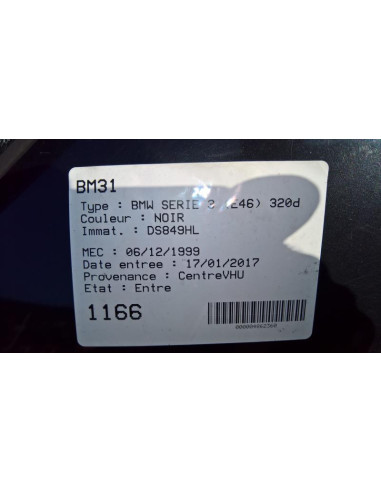 BM31
Type : BMW SERIE (E46) 320d
Couleur : NOIR
Immat. : DS849HL
MEC : 06/12/1999
Date entree : 17/01/2017
Provenance : CentreVHU
Etat : Entre
1166